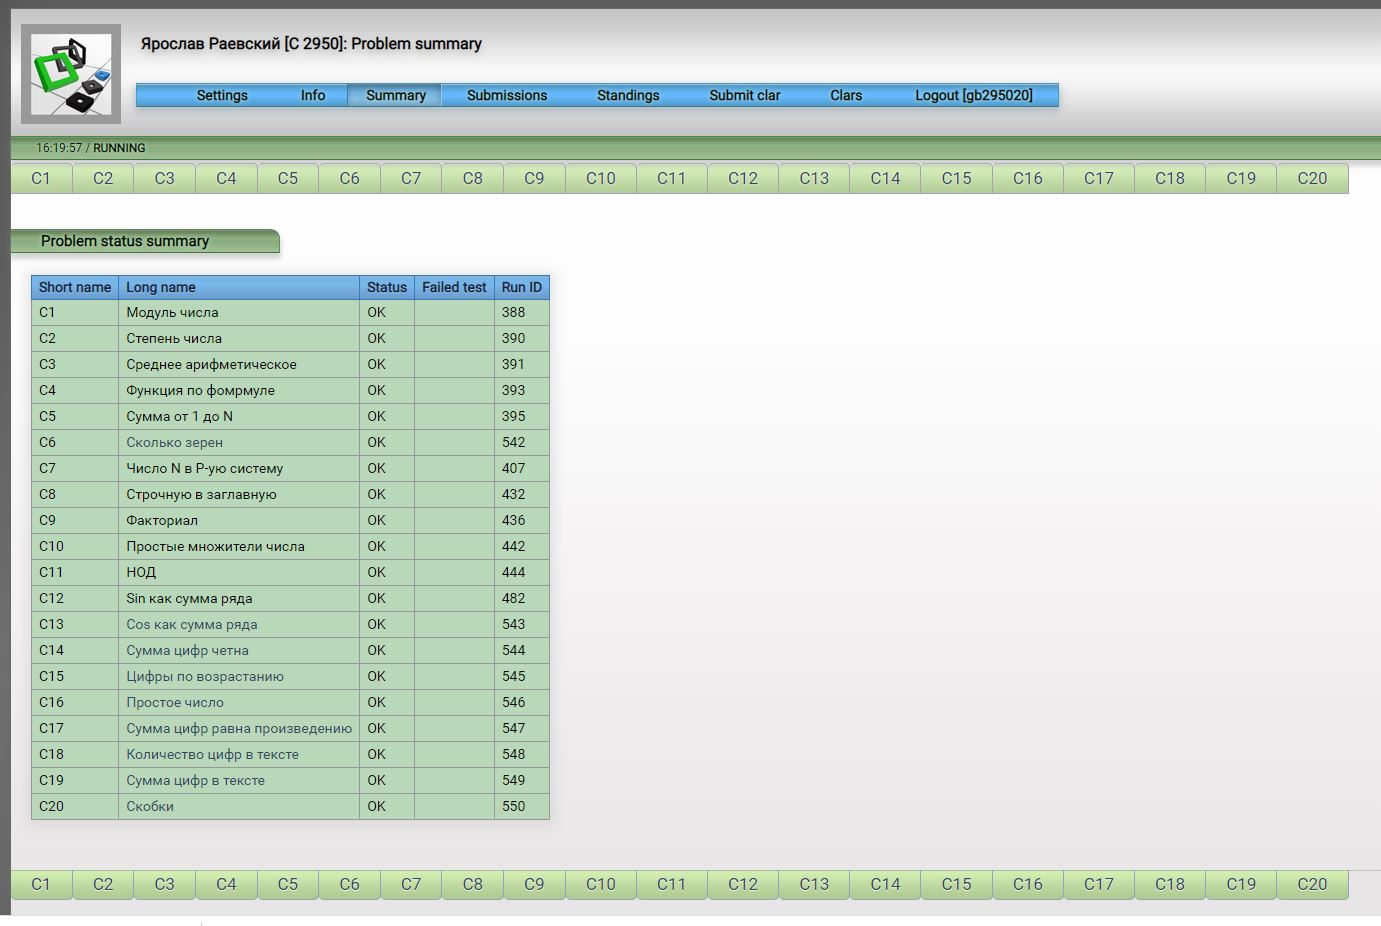 Ярослав Раевский [C 2950]: Problem summary
Settings Info Summary Submissions Standings Submit clar Clars Logout [gb295020]
16:19:57 / RUNNING
C1 C2 C3 C4 C5 C6 C7 C8 C9 C10 C11 C12 C13 C14 C15 C16 C17 C18 C19 C20
Problem status summary
Short name Long name Status Failed test Run ID
C1 Модуль числа OK 388
C2 Степень числа OK 390
C3 Среднее арифметическое OK 391
C4 Функция по фомрмуле OK 393
C5 Сумма от 1 до N OK 395
C6 Сколько зерен OK 542
C7 Число N в P-ую систему OK 407
C8 Строчную в заглавную OK 432
C9 Факториал OK 436
C10 Простые множители числа OK 442
C11 НОД OK 444
C12 Sin как сумма ряда OK 482
C13 Cos как сумма ряда OK 543
C14 Сумма цифр четна OK 544
C15 Цифры по возрастанию OK 545
C16 Простое число OK 546
C17 Сумма цифр равна произведению OK 547
C18 Количество цифр в тексте OK 548
C19 Сумма цифр в тексте OK 549
C20 Скобки OK 550
C1 C2 C3 C4 C5 C6 C7 C8 C9 C10 C11 C12 C13 C14 C15 C16 C17 C18 C19 C20